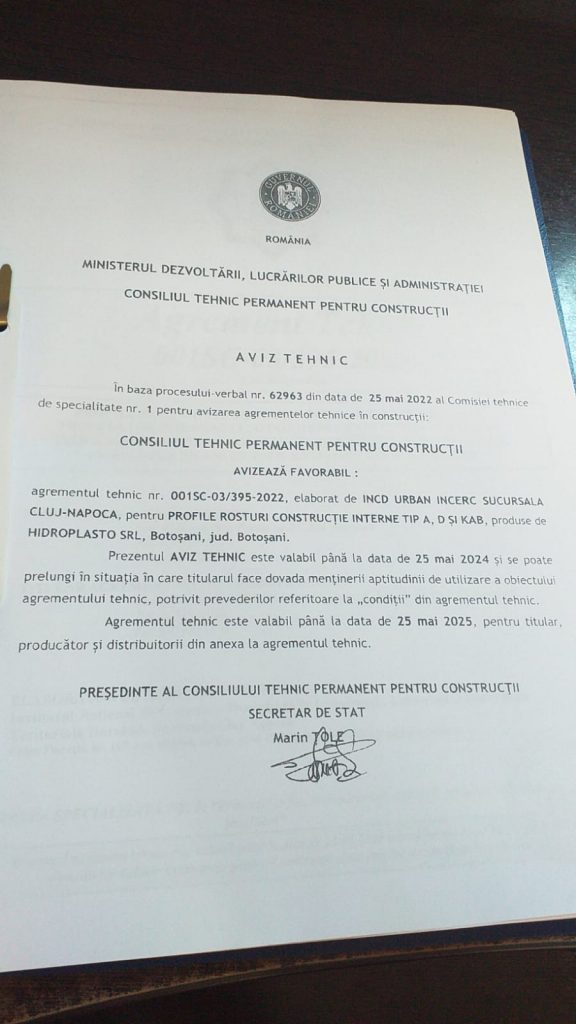 GUVERNUL ROMÂNIEI
ROMÂNIA
MINISTERUL DEZVOLTĂRII, LUCRĂRILOR PUBLICE ȘI ADMINISTRAȚIEI
CONSILIUL TEHNIC PERMANENT PENTRU CONSTRUCȚII
AVIZ TEHNIC
În baza procesului-verbal nr. 62963 din data de 25 mai 2022 al Comisiei tehnice
de specialitate nr. 1 pentru avizarea agrementelor tehnice în construcții:
CONSILIUL TEHNIC PERMANENT PENTRU CONSTRUCȚII
AVIZEAZĂ FAVORABIL :
agrementul tehnic nr. 001SC-03/395-2022, elaborat de INCD URBAN INCERC SUCURSALA
CLUJ-NAPOCA, pentru PROFILE ROSTURI CONSTRUCȚIE INTERNE TIP A, D ȘI KAB, produse de
HIDROPLASTO SRL, Botoșani, jud. Botoșani.
Prezentul AVIZ TEHNIC este valabil până la data de 25 mai 2024 și se poate
prelungi în situația în care titularul face dovada menținerii aptitudinii de utilizare a obiectului
agrementului tehnic, potrivit prevederilor referitoare la „condiții” din agrementul tehnic.
Agrementul tehnic este valabil până la data de 25 mai 2025, pentru titular,
producător și distribuitorii din anexa la agrementul tehnic.
PREȘEDINTE AL CONSILIULUI TEHNIC PERMANENT PENTRU CONSTRUCȚII
SECRETAR DE STAT
Marin ȚOLE